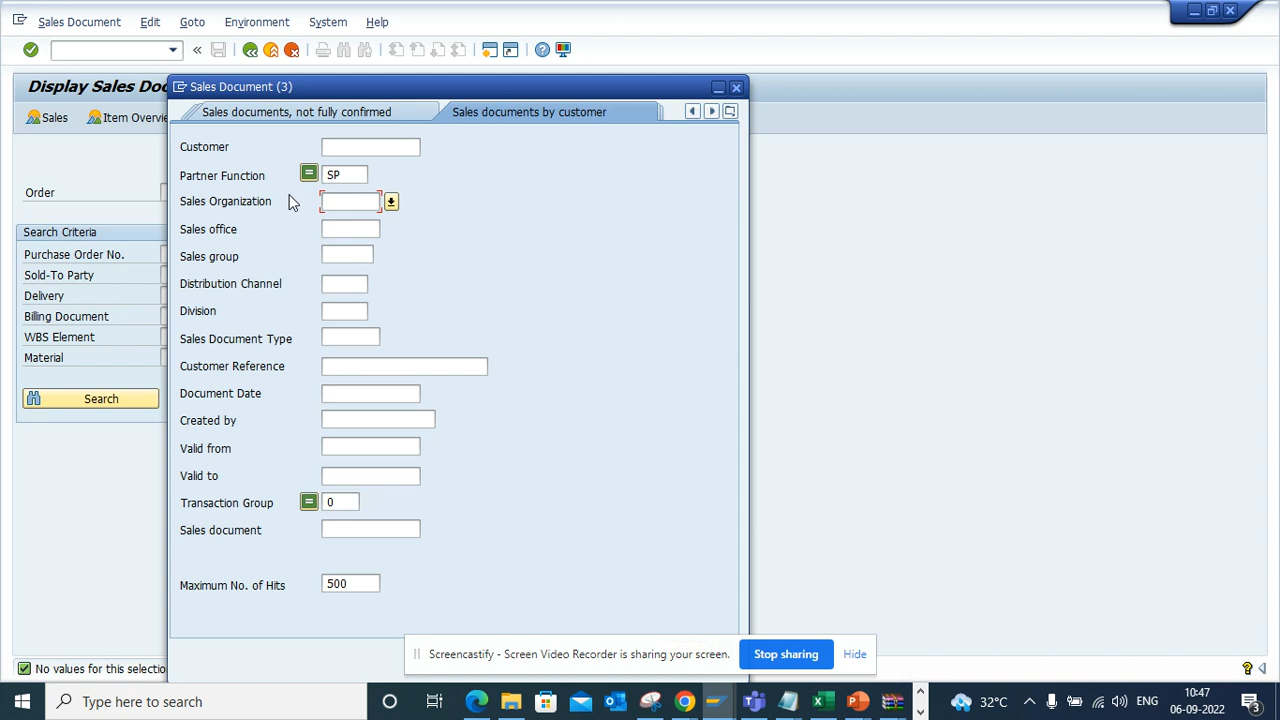 Sales Document Edit Goto Environment System Help
Display Sales Doc
Sales Item Overvie
Order
Search Criteria
Purchase Order No.
Sold-To Party
Delivery
Billing Document
WBS Element
Material
Search
Sales Document (3)
Sales documents, not fully confirmed Sales documents by customer
Customer
Partner Function = SP
Sales Organization
Sales office
Sales group
Distribution Channel
Division
Sales Document Type
Customer Reference
Document Date
Created by
Valid from
Valid to
Transaction Group = 0
Sales document
Maximum No. of Hits 500
Screencastify - Screen Video Recorder is sharing your screen. Stop sharing Hide
No values for this selectio
Type here to search 32°C ENG 10:47 06-09-2022 3